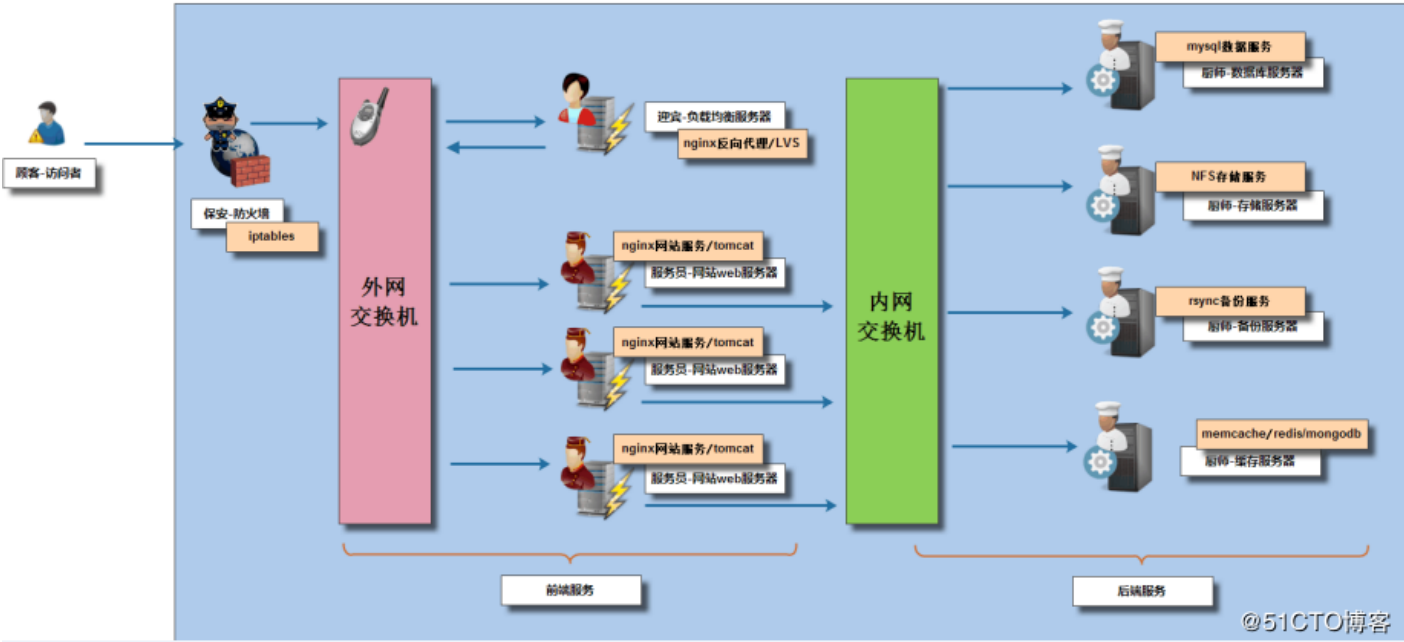 顾客-访问者
保安-防火墙
iptables
外网
交换机
迎宾-负载均衡服务器
nginx反向代理/LVS
nginx网站服务/tomcat
服务员-网站web服务器
nginx网站服务/tomcat
服务员-网站web服务器
nginx网站服务/tomcat
服务员-网站web服务器
前端服务
内网
交换机
mysql数据服务
厨师-数据库服务器
NFS存储服务
厨师-存储服务器
rsync备份服务
厨师-备份服务器
memcache/redis/mongodb
厨师-缓存服务器
后端服务
@51CTO博客